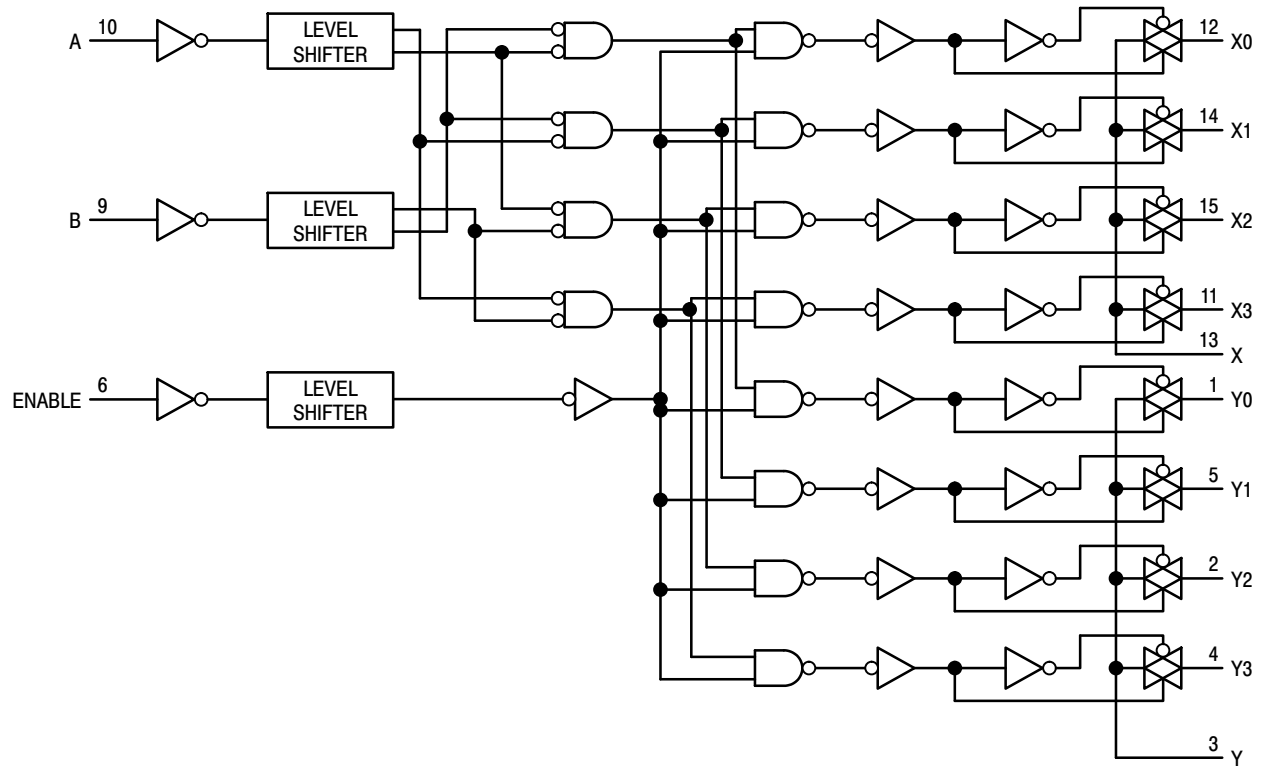 A 10
LEVEL
SHIFTER
12 X0
14 X1
B 9
LEVEL
SHIFTER
15 X2
11 X3
13 X
ENABLE 6
LEVEL
SHIFTER
1 Y0
5 Y1
2 Y2
4 Y3
3 Y